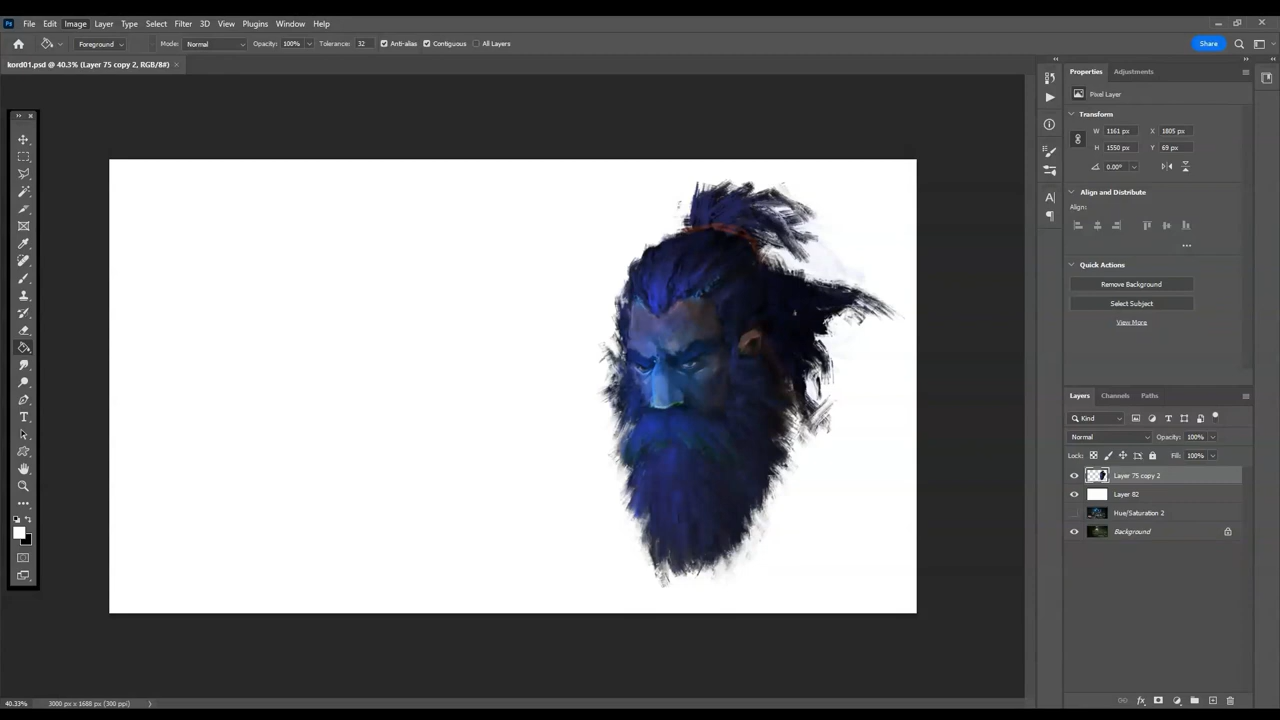 Ps File Edit Image Layer Type Select Filter 3D View Plugins Window Help
Foreground Mode: Normal Opacity: 100% Tolerance: 32 Anti-alias Contiguous All Layers Share
kord01.psd @ 40.3% (Layer 75 copy 2, RGB/8#) ×
Properties Adjustments
Pixel Layer
Transform
W 1161 px X 1805 px
H 1550 px Y 69 px
0.00°
Align and Distribute
Align:
Quick Actions
Remove Background
Select Subject
View More
Layers Channels Paths
Kind
Normal Opacity: 100%
Lock: Fill: 100%
Layer 75 copy 2
Layer 82
Hue/Saturation 2
Background
40.33% 3000 px x 1688 px (300 ppi)